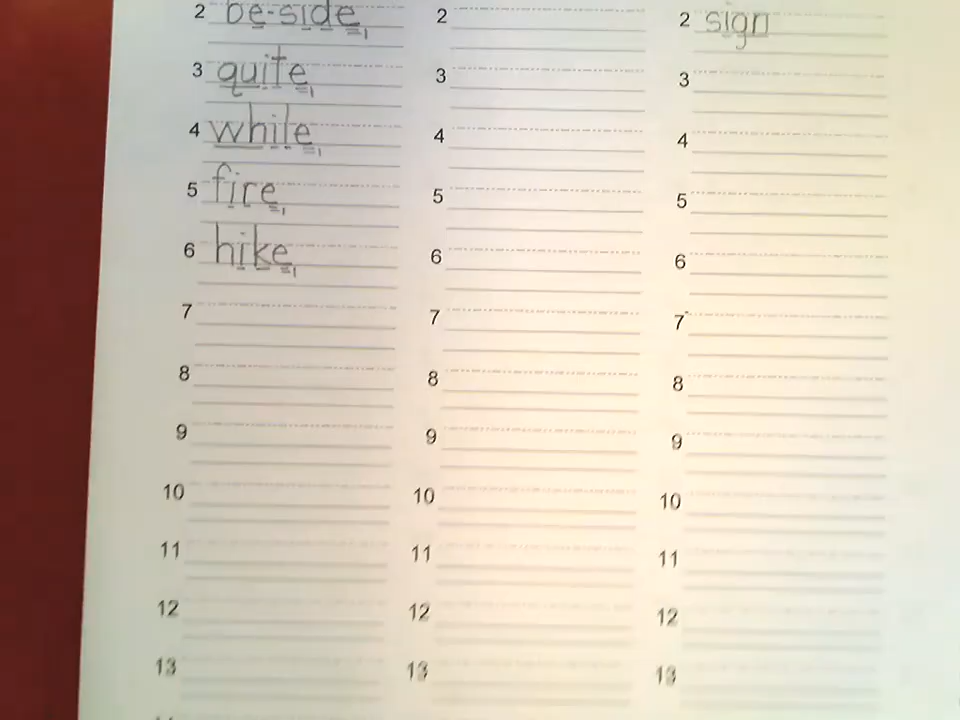 2 be-side 2 2 sign
3 quite 3 3
4 while 4 4
5 fire 5 5
6 hike 6 6
7 7 7
8 8 8
9 9 9
10 10 10
11 11 11
12 12 12
13 13 13